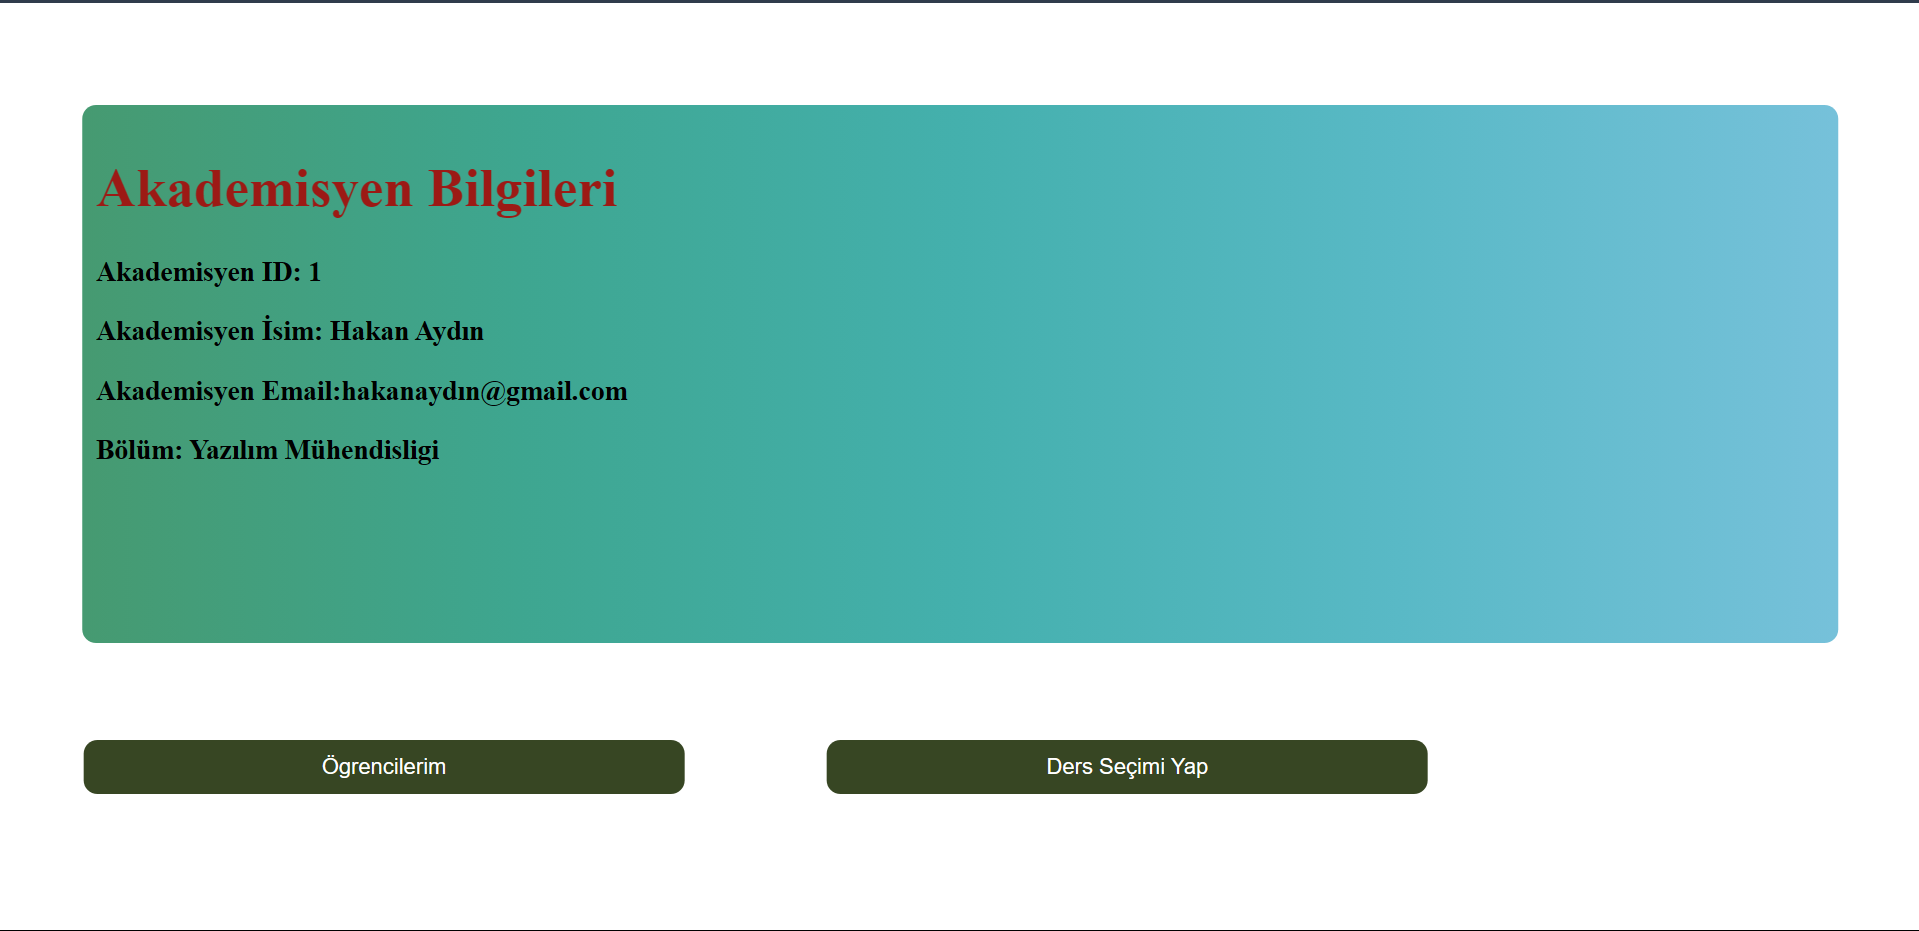 Akademisyen Bilgileri
Akademisyen ID: 1
Akademisyen İsim: Hakan Aydın
Akademisyen Email:hakanaydın@gmail.com
Bölüm: Yazılım Mühendisligi
Ögrencilerim
Ders Seçimi Yap